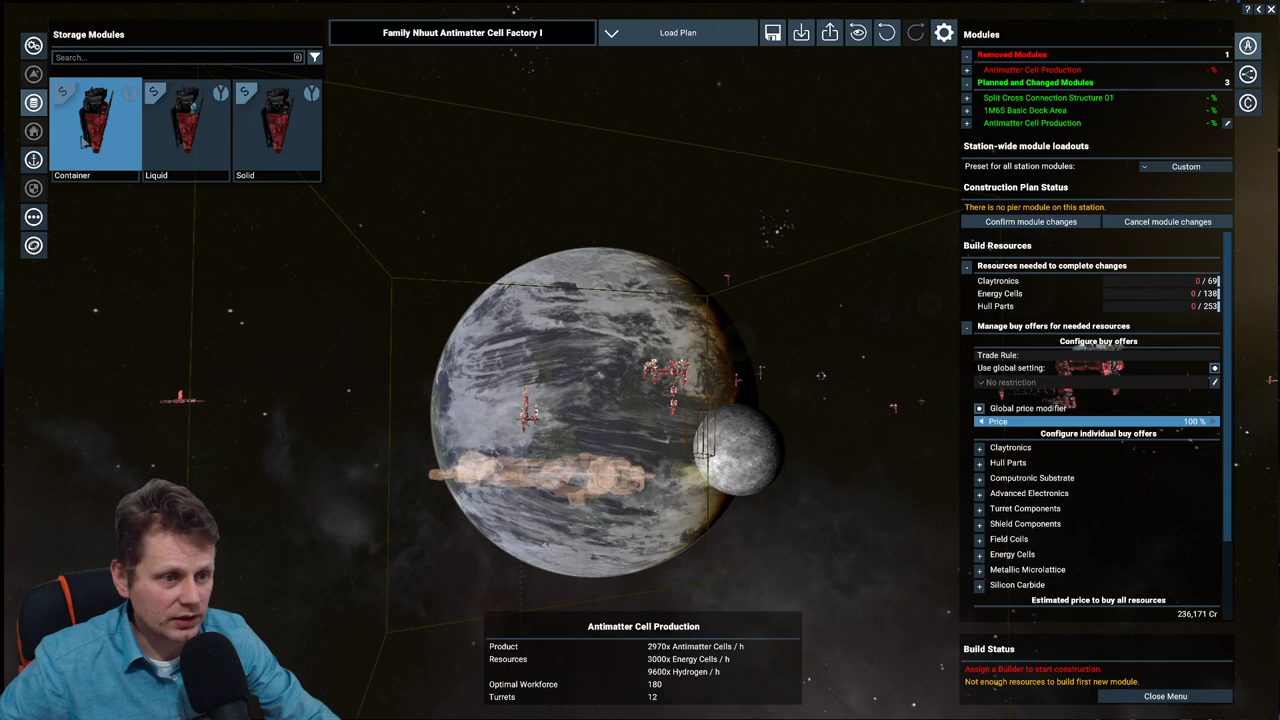 Storage Modules
Search...
Container
Liquid
Solid
Family Nhuut Antimatter Cell Factory I
Load Plan
Modules
Removed Modules 1
Antimatter Cell Production - %
Planned and Changed Modules 3
Split Cross Connection Structure 01 - %
1M6S Basic Dock Area - %
Antimatter Cell Production - %
Station-wide module loadouts
Preset for all station modules: Custom
Construction Plan Status
There is no pier module on this station.
Confirm module changes Cancel module changes
Build Resources
Resources needed to complete changes
Claytronics 0 / 69
Energy Cells 0 / 138
Hull Parts 0 / 253
Manage buy offers for needed resources
Configure buy offers
Trade Rule:
Use global setting:
No restriction
Global price modifier
Price 100 %
Configure individual buy offers
Claytronics
Hull Parts
Computronic Substrate
Advanced Electronics
Turret Components
Shield Components
Field Coils
Energy Cells
Metallic Microlattice
Silicon Carbide
Estimated price to buy all resources
236,171 Cr
Build Status
Assign a Builder to start construction.
Not enough resources to build first new module.
Close Menu
Antimatter Cell Production
Product 2970x Antimatter Cells / h
Resources 3000x Energy Cells / h
9600x Hydrogen / h
Optimal Workforce 180
Turrets 12